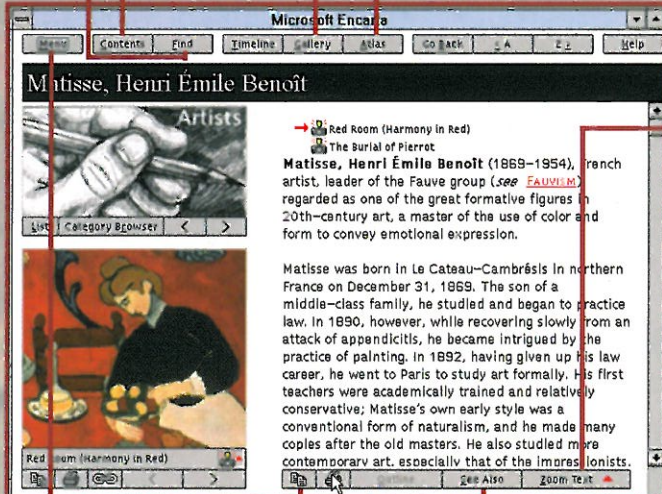 Microsoft Encarta
Menu Contents Find Timeline Gallery Atlas Go Back < A Z > Help
Matisse, Henri Émile Benoît
Artists
List Category Browser < >
Red Room (Harmony in Red)
Red Room (Harmony in Red)
The Burial of Pierrot
Matisse, Henri Émile Benoît (1869–1954), French
artist, leader of the Fauve group (see FAUVISM)
regarded as one of the great formative figures in
20th-century art, a master of the use of color and
form to convey emotional expression.
Matisse was born in Le Cateau-Cambrésis in northern
France on December 31, 1869. The son of a
middle-class family, he studied and began to practice
law. In 1890, however, while recovering slowly from an
attack of appendicitis, he became intrigued by the
practice of painting. In 1892, having given up his law
career, he went to Paris to study art formally. His first
teachers were academically trained and relatively
conservative; Matisse's own early style was a
conventional form of naturalism, and he made many
copies after the old masters. He also studied more
contemporary art, especially that of the impressionists.
Outline See Also Zoom Text